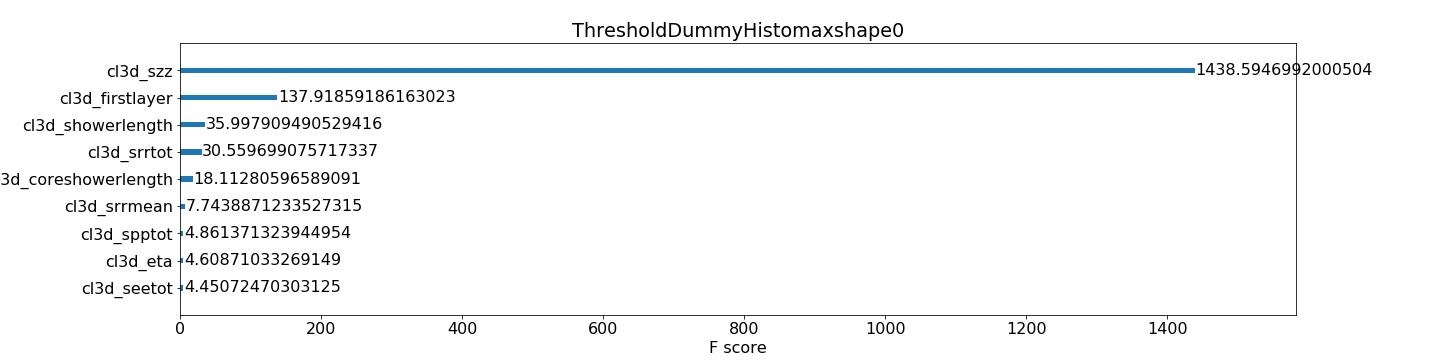 ThresholdDummyHistomaxshape0
cl3d_szz 1438.5946992000504
cl3d_firstlayer 137.91859186163023
cl3d_showerlength 35.997909490529416
cl3d_srrtot 30.559699075717337
3d_coreshowerlength 18.11280596589091
cl3d_srrmean 7.7438871233527315
cl3d_spptot 4.861371323944954
cl3d_eta 4.60871033269149
cl3d_seetot 4.45072470303125
0 200 400 600 800 1000 1200 1400
F score